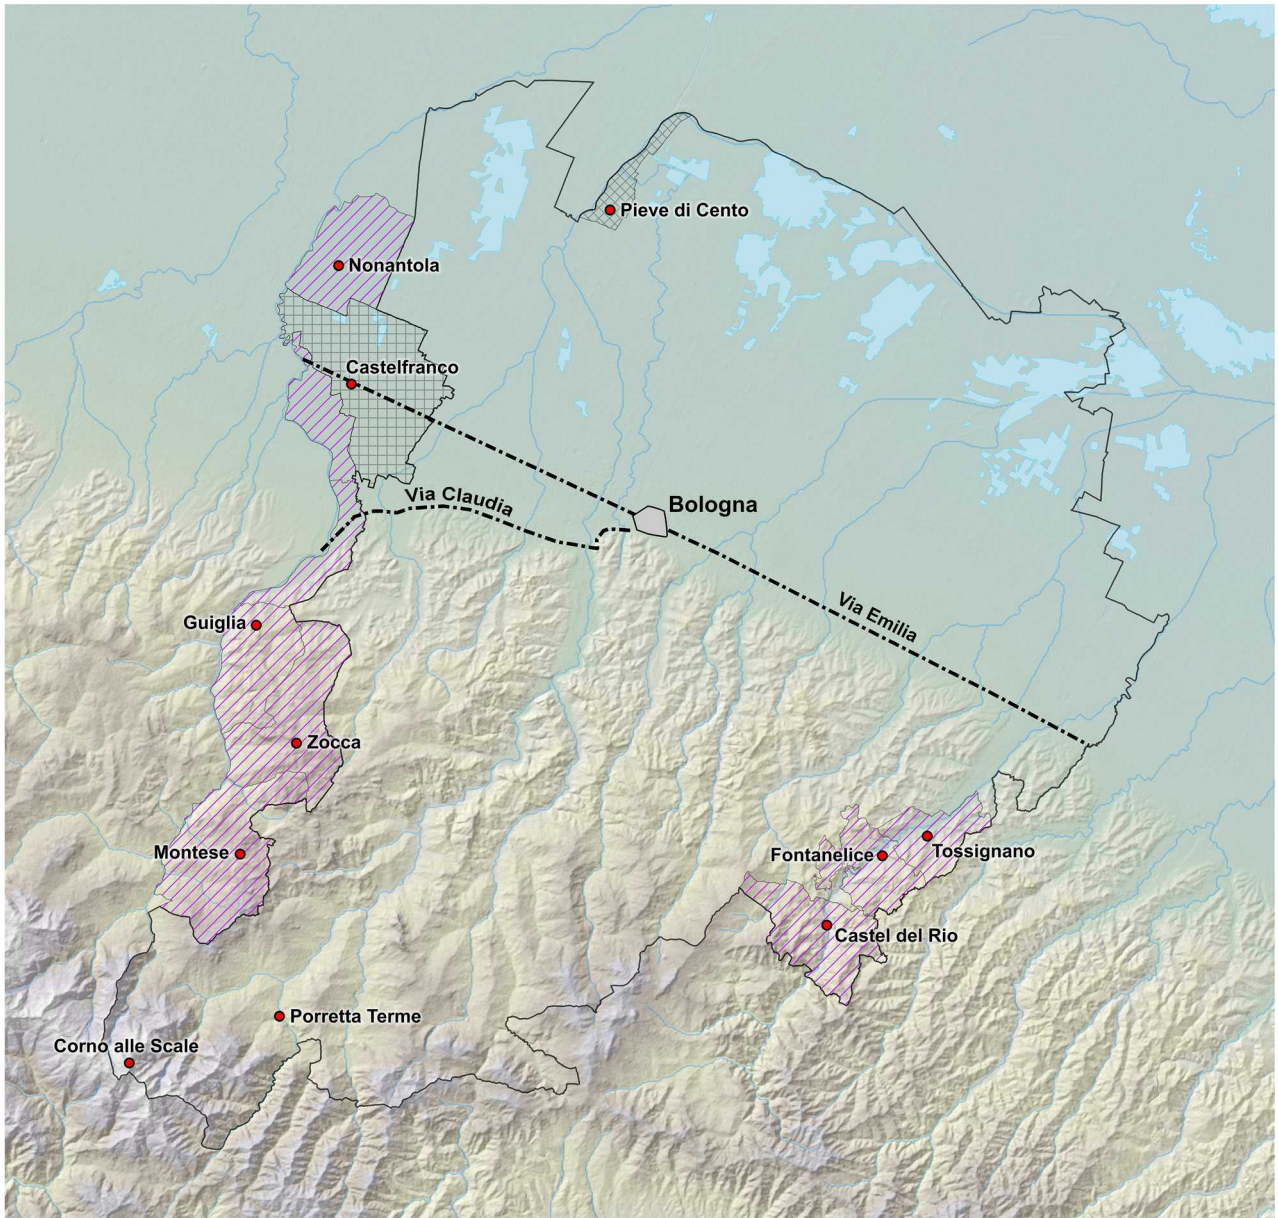 Pieve di Cento
Nonantola
Castelfranco
Via Claudia
Bologna
Via Emilia
Guiglia
Zocca
Montese
Fontanelice
Tossignano
Castel del Rio
Porretta Terme
Corno alle Scale